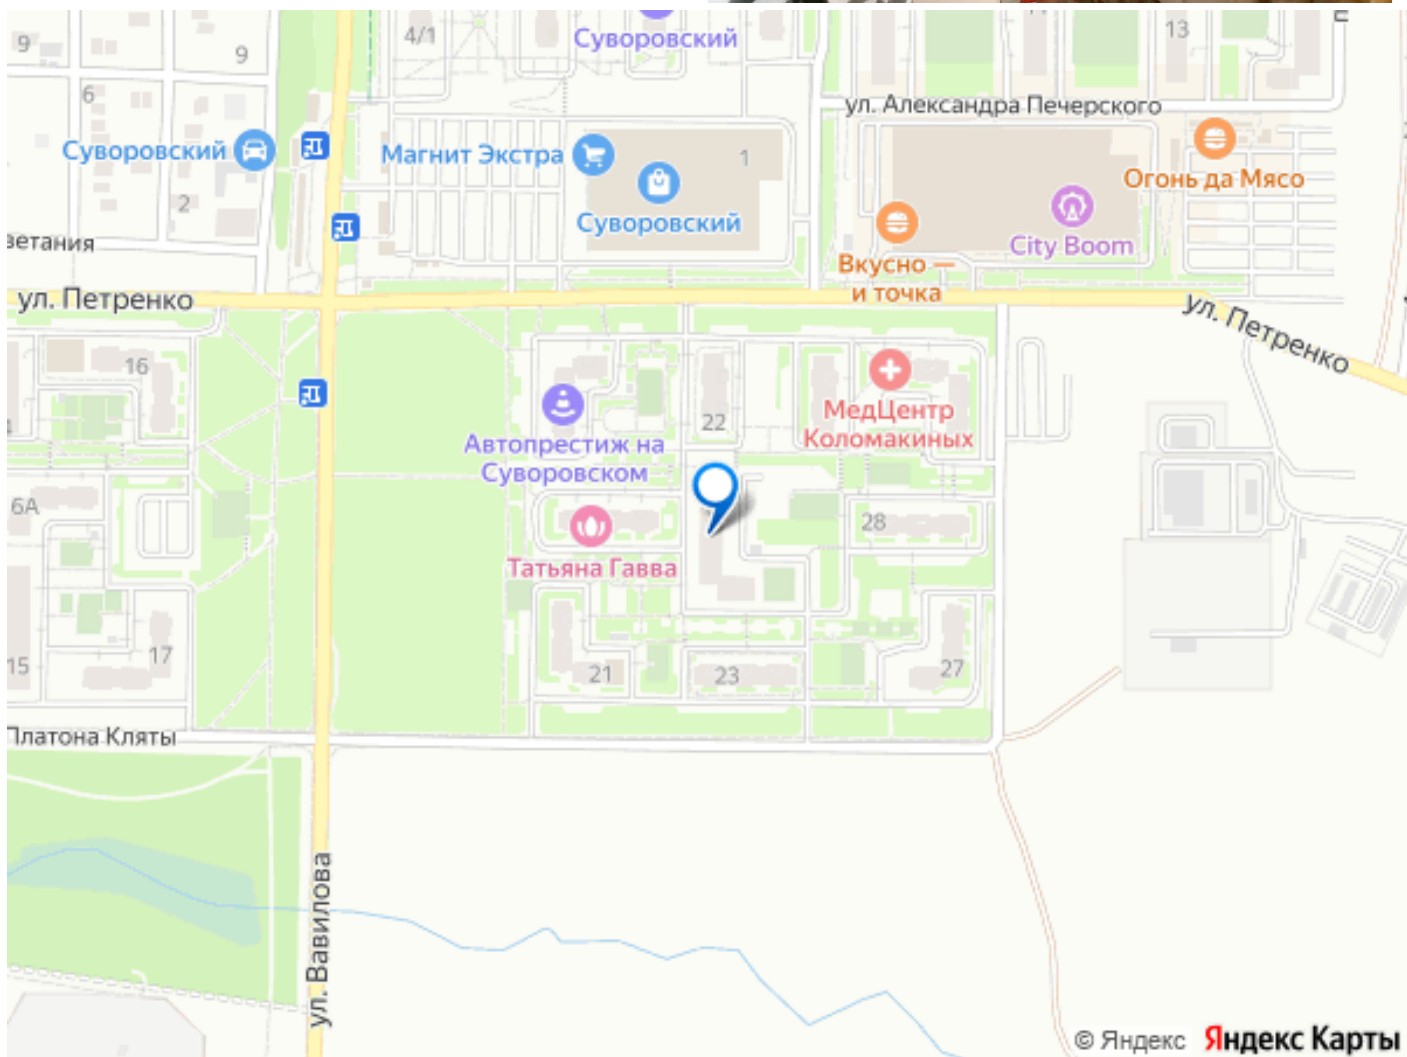 9
9
4/1
Суворовский
13
6
ул. Александра Печерского
Суворовский
Магнит Экстра
1
Огонь да Мясо
2
Суворовский
City Boom
ветания
Вкусно —
и точка
ул. Петренко
ул. Петренко
16
22
МедЦентр
Коломакиных
Автопрестиж на
Суворовском
6А
28
Татьяна Гавва
15
17
21
23
27
Платона Кляты
ул. Вавилова
© Яндекс Яндекс Карты